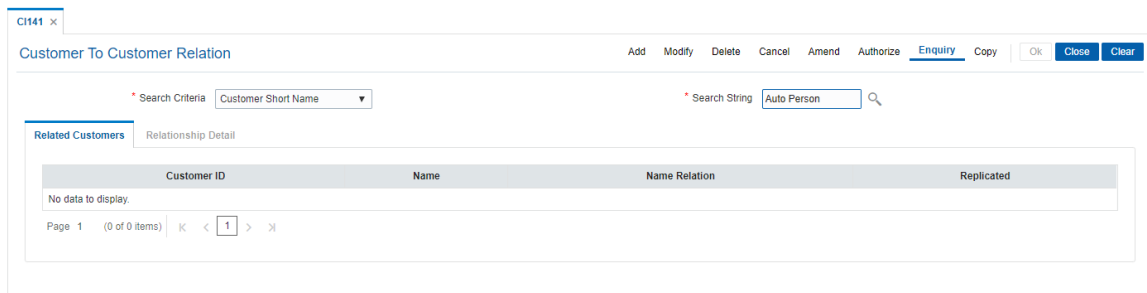 CI141 ×
Customer To Customer Relation Add Modify Delete Cancel Amend Authorize Enquiry Copy Ok Close Clear
* Search Criteria Customer Short Name ▼ * Search String Auto Person
Related Customers Relationship Detail
Customer ID Name Name Relation Replicated
No data to display.
Page 1 (0 of 0 items) 1